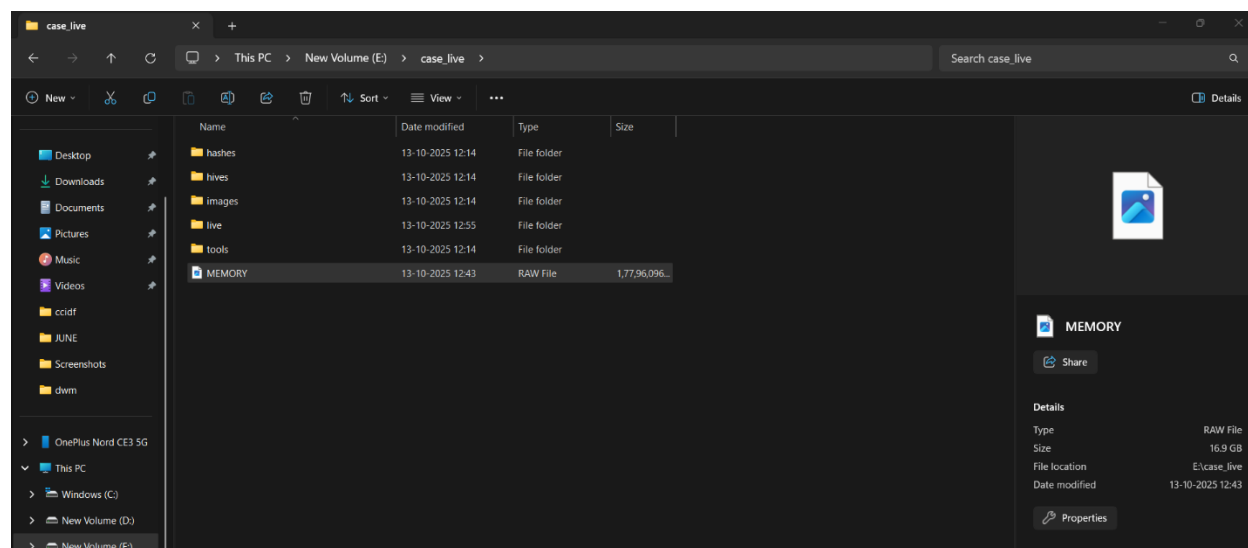 case_live
This PC > New Volume (E:) > case_live >
Search case_live
New
Sort
View
Details
Name Date modified Type Size
Desktop
Downloads
Documents
Pictures
Music
Videos
ccidf
JUNE
Screenshots
dwm
OnePlus Nord CE3 5G
This PC
Windows (C:)
New Volume (D:)
New Volume (E:)
hashes 13-10-2025 12:14 File folder
hives 13-10-2025 12:14 File folder
images 13-10-2025 12:14 File folder
live 13-10-2025 12:55 File folder
tools 13-10-2025 12:14 File folder
MEMORY 13-10-2025 12:43 RAW File 1,77,96,096...
MEMORY
Share
Details
Type RAW File
Size 16.9 GB
File location E:\case_live
Date modified 13-10-2025 12:43
Properties